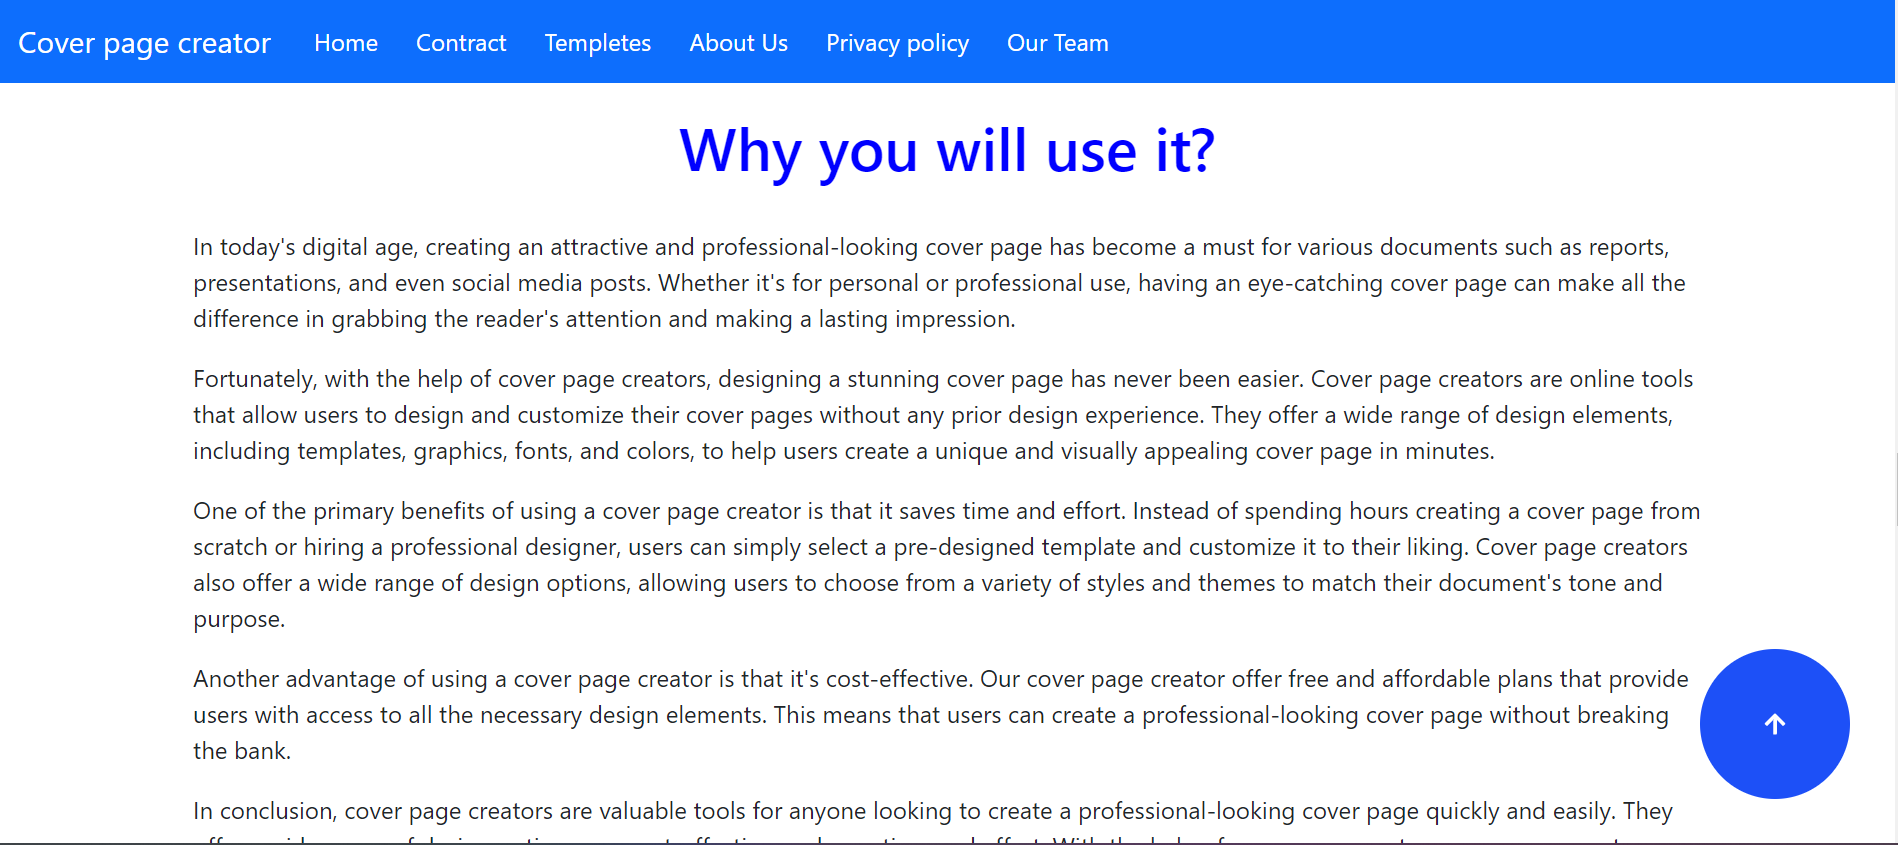 Cover page creator Home Contract Templetes About Us Privacy policy Our Team
Why you will use it?
In today's digital age, creating an attractive and professional-looking cover page has become a must for various documents such as reports,
presentations, and even social media posts. Whether it's for personal or professional use, having an eye-catching cover page can make all the
difference in grabbing the reader's attention and making a lasting impression.
Fortunately, with the help of cover page creators, designing a stunning cover page has never been easier. Cover page creators are online tools
that allow users to design and customize their cover pages without any prior design experience. They offer a wide range of design elements,
including templates, graphics, fonts, and colors, to help users create a unique and visually appealing cover page in minutes.
One of the primary benefits of using a cover page creator is that it saves time and effort. Instead of spending hours creating a cover page from
scratch or hiring a professional designer, users can simply select a pre-designed template and customize it to their liking. Cover page creators
also offer a wide range of design options, allowing users to choose from a variety of styles and themes to match their document's tone and
purpose.
Another advantage of using a cover page creator is that it's cost-effective. Our cover page creator offer free and affordable plans that provide
users with access to all the necessary design elements. This means that users can create a professional-looking cover page without breaking
the bank.
In conclusion, cover page creators are valuable tools for anyone looking to create a professional-looking cover page quickly and easily. They